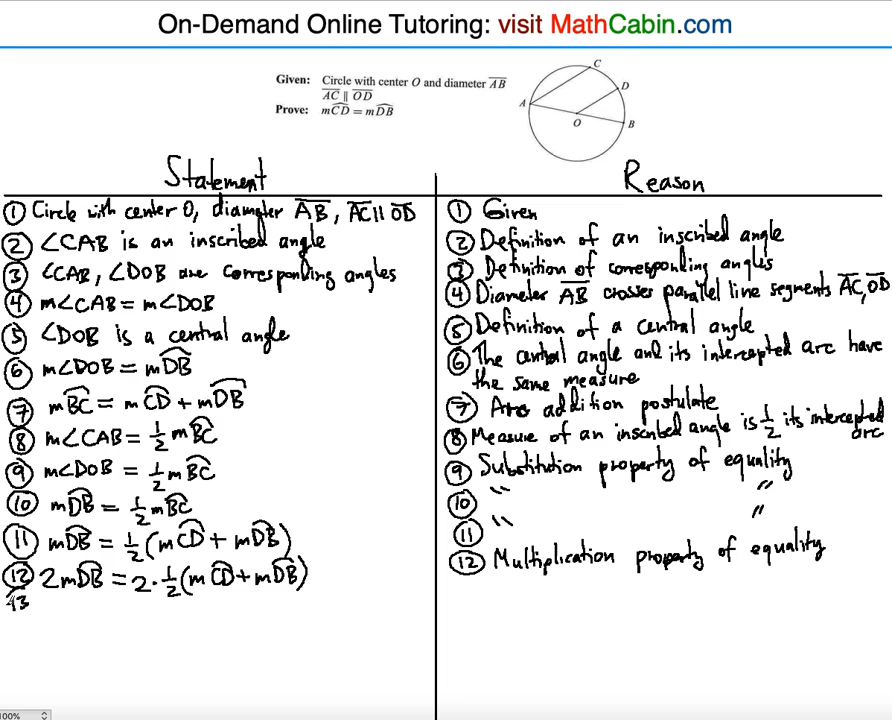 On-Demand Online Tutoring: visit MathCabin.com
Given: Circle with center O and diameter AB
AC || OD
Prove: mCD = mDB
C
D
A
O
B
Statement
Reason
① Circle with center O, diameter AB, AC || OD
① Given
② ∠CAB is an inscribed angle
② Definition of an inscribed angle
③ ∠CAB, ∠DOB are corresponding angles
③ Definition of corresponding angles
④ m∠CAB = m∠DOB
④ Diameter AB crosses parallel line segments AC, OD
⑤ ∠DOB is a central angle
⑤ Definition of a central angle
⑥ m∠DOB = mDB
⑥ The central angle and its intercepted arc have
the same measure
⑦ mBC = mCD + mDB
⑦ Arc addition postulate
⑧ m∠CAB = 1/2 mBC
⑧ Measure of an inscribed angle is 1/2 its intercepted
arc
⑨ m∠DOB = 1/2 mBC
⑨ Substitution property of equality
⑩ mDB = 1/2 mBC
⑩ " "
⑪ mDB = 1/2 (mCD + mDB)
⑪ " "
⑫ 2mDB = 2 · 1/2 (mCD + mDB)
⑫ Multiplication property of equality
13
100%